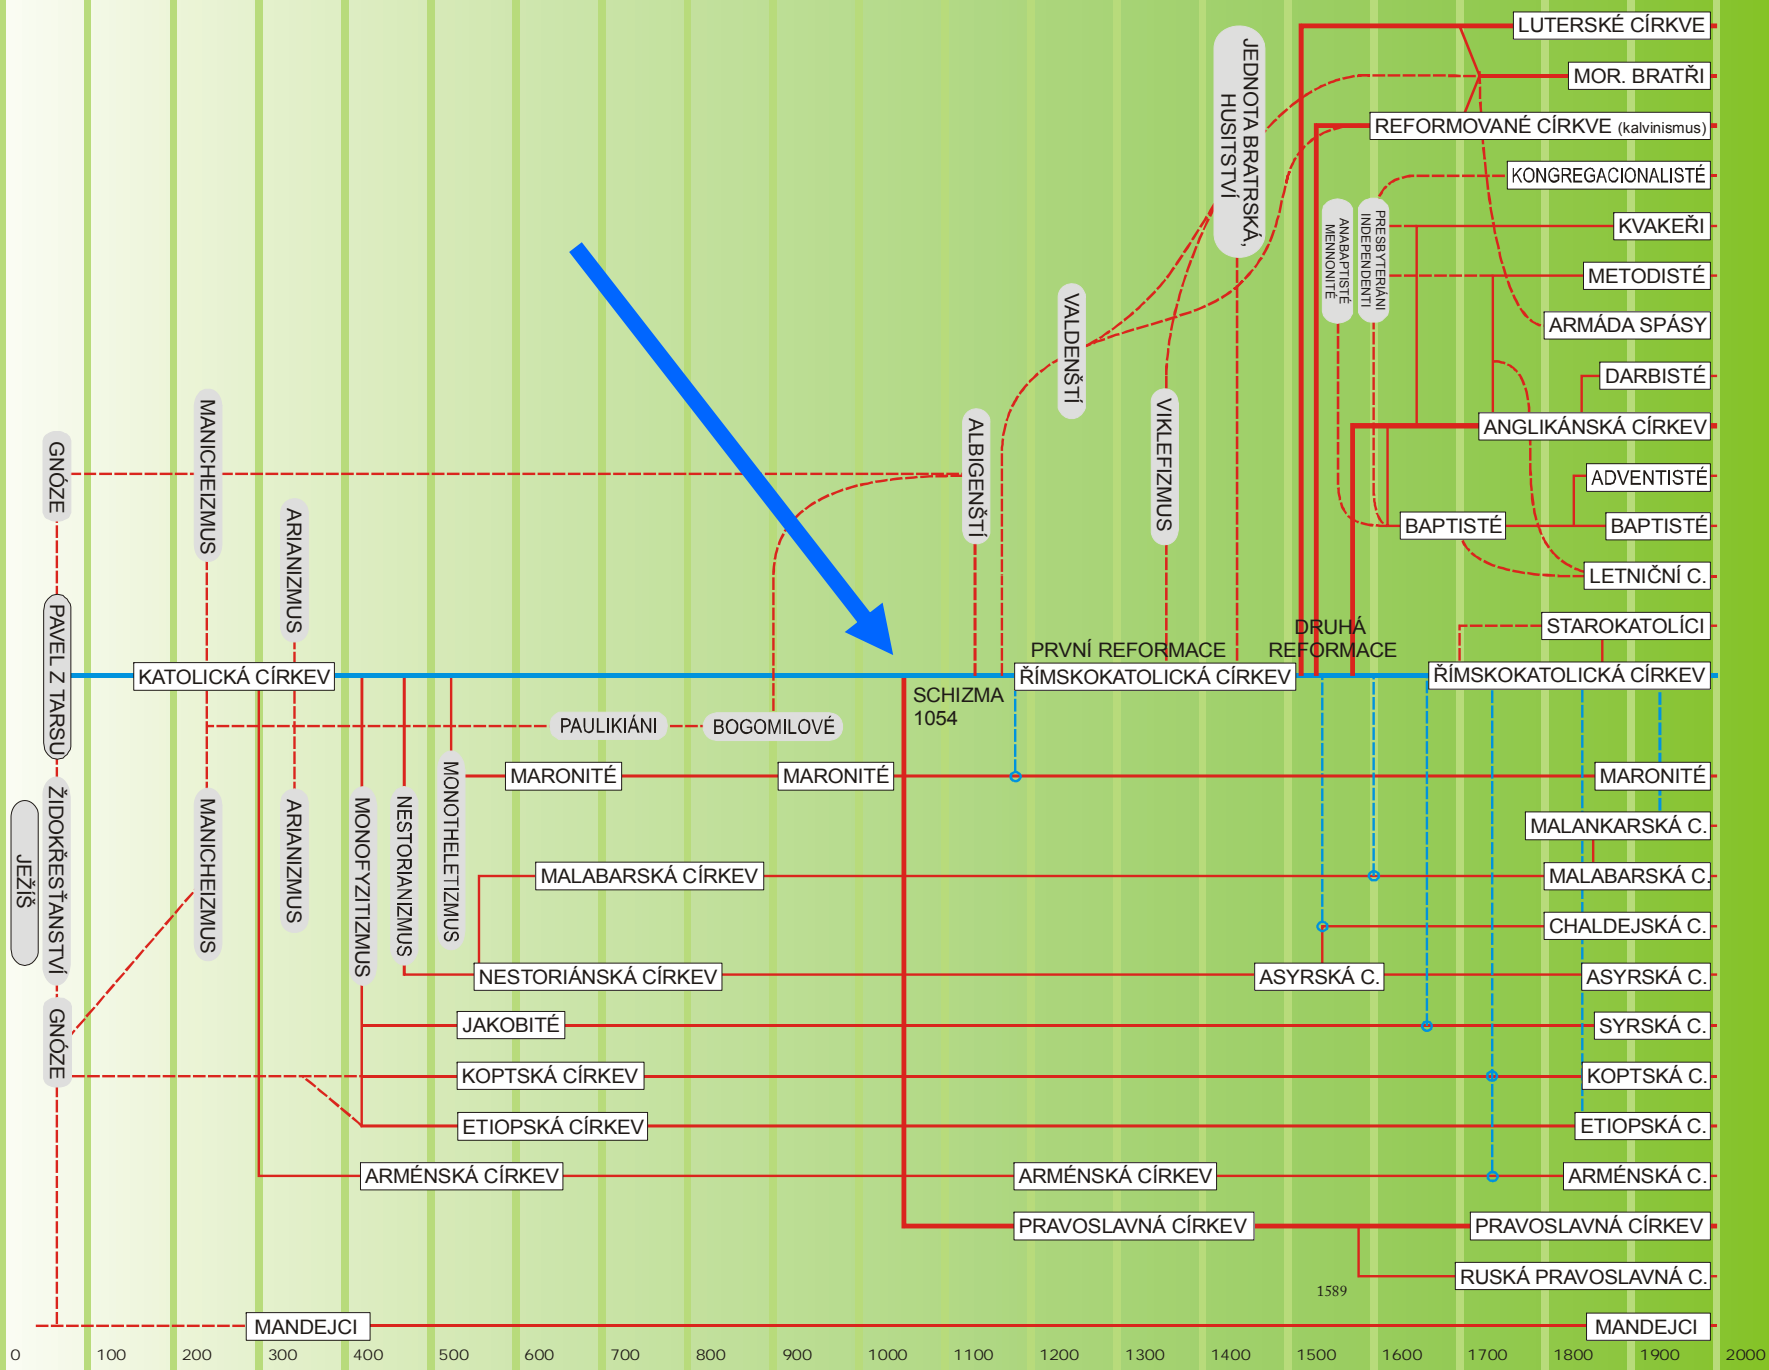 LUTERSKÉ CÍRKVE
MOR. BRATŘI
JEDNOTA BRATRSKÁ,
HUSITSTVÍ
REFORMOVANÉ CÍRKVE (kalvinismus)
KONGREGACIONALISTÉ
ANABAPTISTÉ
MENNONITÉ
PRESBYTERIÁNI
INDEPENDENTI
KVAKEŘI
METODISTÉ
VALDENŠTÍ
ARMÁDA SPÁSY
DARBISTÉ
MANICHEIZMUS
VIKLEFIZMUS
ALBIGENŠTÍ
ANGLIKÁNSKÁ CÍRKEV
GNÓZE
ADVENTISTÉ
ARIANIZMUS
BAPTISTÉ
BAPTISTÉ
LETNIČNÍ C.
PAVEL Z TARSU
STAROKATOLÍCI
PRVNÍ REFORMACE
DRUHÁ
REFORMACE
KATOLICKÁ CÍRKEV
ŘÍMSKOKATOLICKÁ CÍRKEV
ŘÍMSKOKATOLICKÁ CÍRKEV
SCHIZMA
1054
PAULIKIÁNI
BOGOMILOVÉ
MONOTHELETIZMUS
MARONITÉ
MARONITÉ
MARONITÉ
JEŽÍŠ
ŽIDOKŘESŤANSTVÍ
MANICHEIZMUS
ARIANIZMUS
MONOFYZITIZMUS
NESTORIANIZMUS
MALANKARSKÁ C.
MALABARSKÁ CÍRKEV
MALABARSKÁ C.
CHALDEJSKÁ C.
NESTORIÁNSKÁ CÍRKEV
ASYRSKÁ C.
ASYRSKÁ C.
GNÓZE
JAKOBITÉ
SYRSKÁ C.
KOPTSKÁ CÍRKEV
KOPTSKÁ C.
ETIOPSKÁ CÍRKEV
ETIOPSKÁ C.
ARMÉNSKÁ CÍRKEV
ARMÉNSKÁ CÍRKEV
ARMÉNSKÁ C.
PRAVOSLAVNÁ CÍRKEV
PRAVOSLAVNÁ CÍRKEV
RUSKÁ PRAVOSLAVNÁ C.
1589
MANDEJCI
MANDEJCI
0 100 200 300 400 500 600 700 800 900 1000 1100 1200 1300 1400 1500 1600 1700 1800 1900 2000